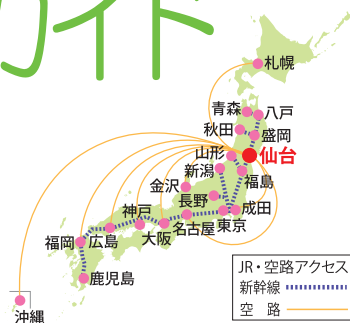 ガイド
札幌
青森
八戸
秋田
盛岡
山形
仙台
新潟
福島
金沢
長野
成田
神戸
東京
名古屋
大阪
福岡
広島
鹿児島
沖縄
JR・空路アクセス
新幹線
空 路